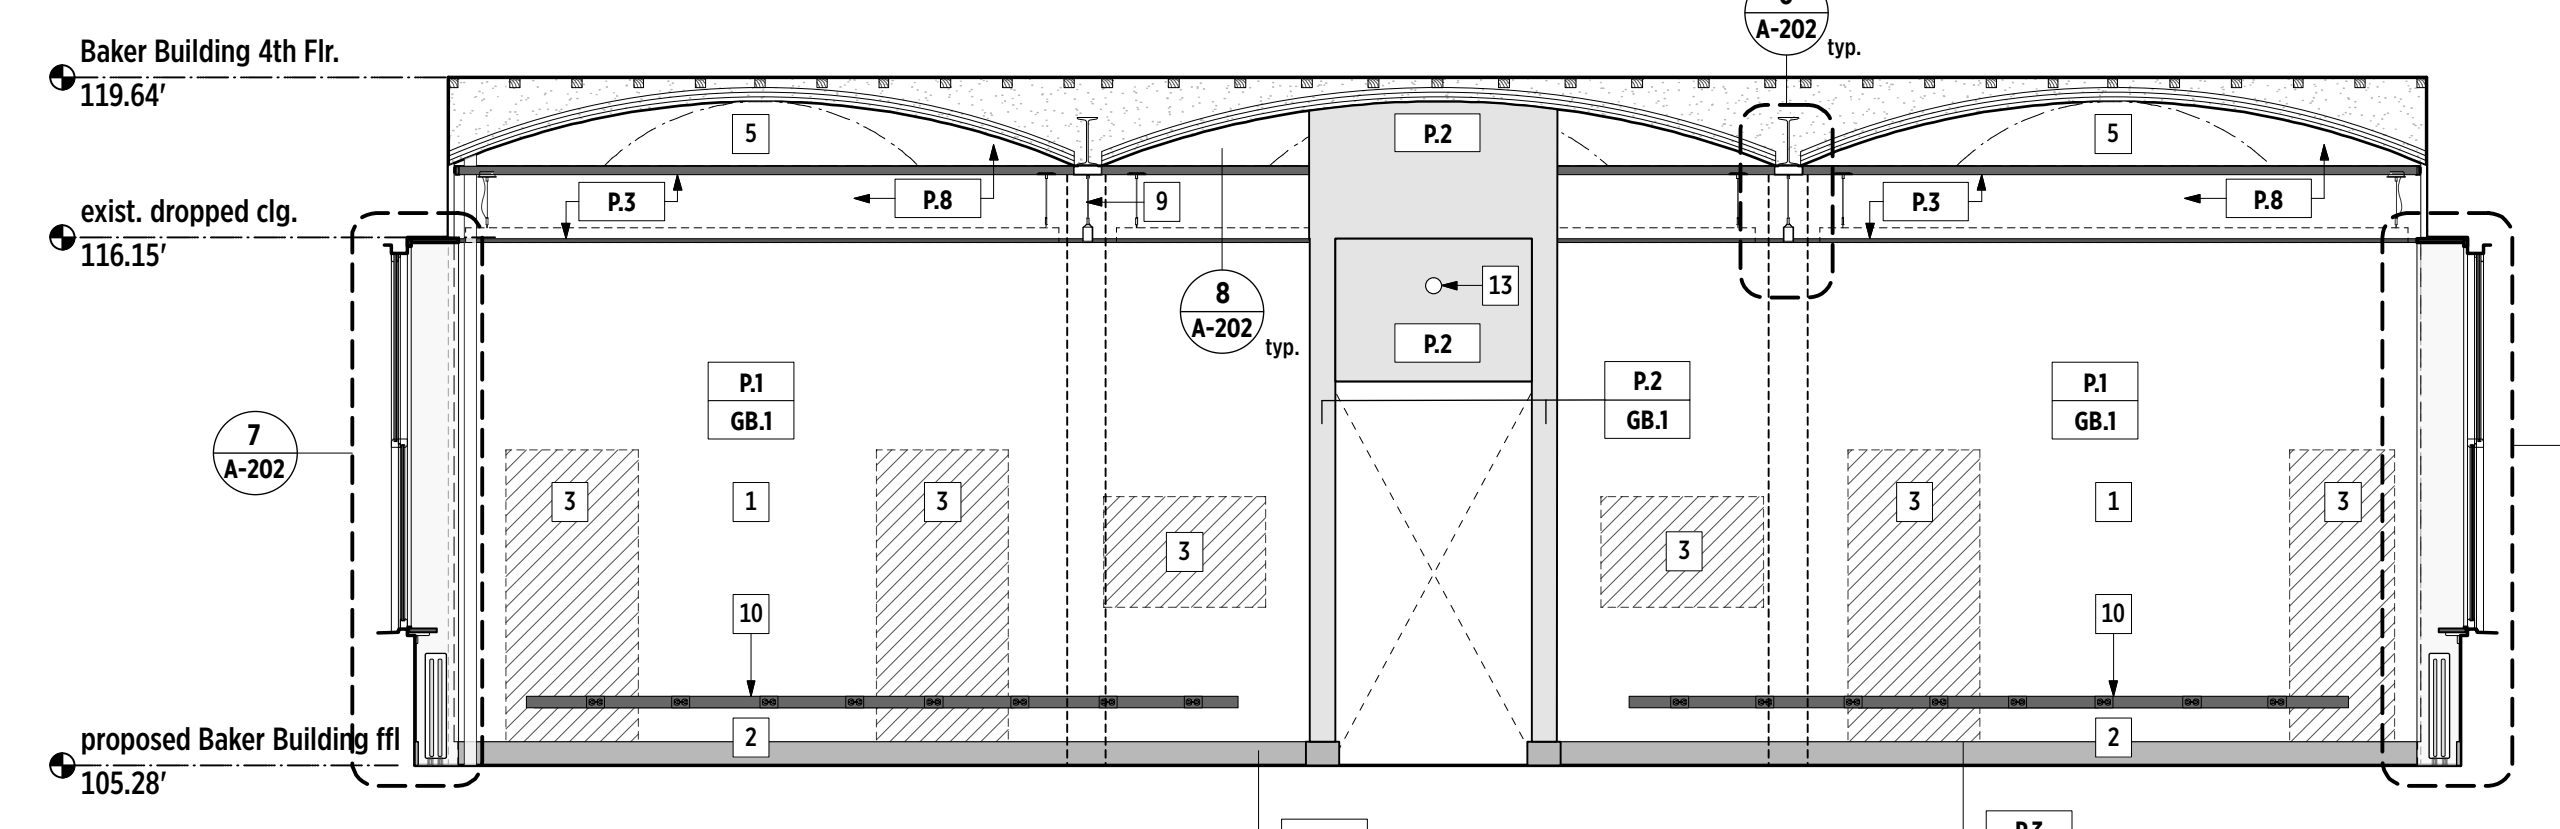 6
A-202
typ.
Baker Building 4th Flr.
119.64'
5
P.2
5
P.3
P.8
9
P.3
P.8
exist. dropped clg.
116.15'
13
8
A-202
typ.
P.2
P.1
GB.1
P.2
GB.1
P.1
GB.1
7
A-202
3
1
3
3
3
3
1
3
10
10
2
2
proposed Baker Building ffl
105.28'
P.3